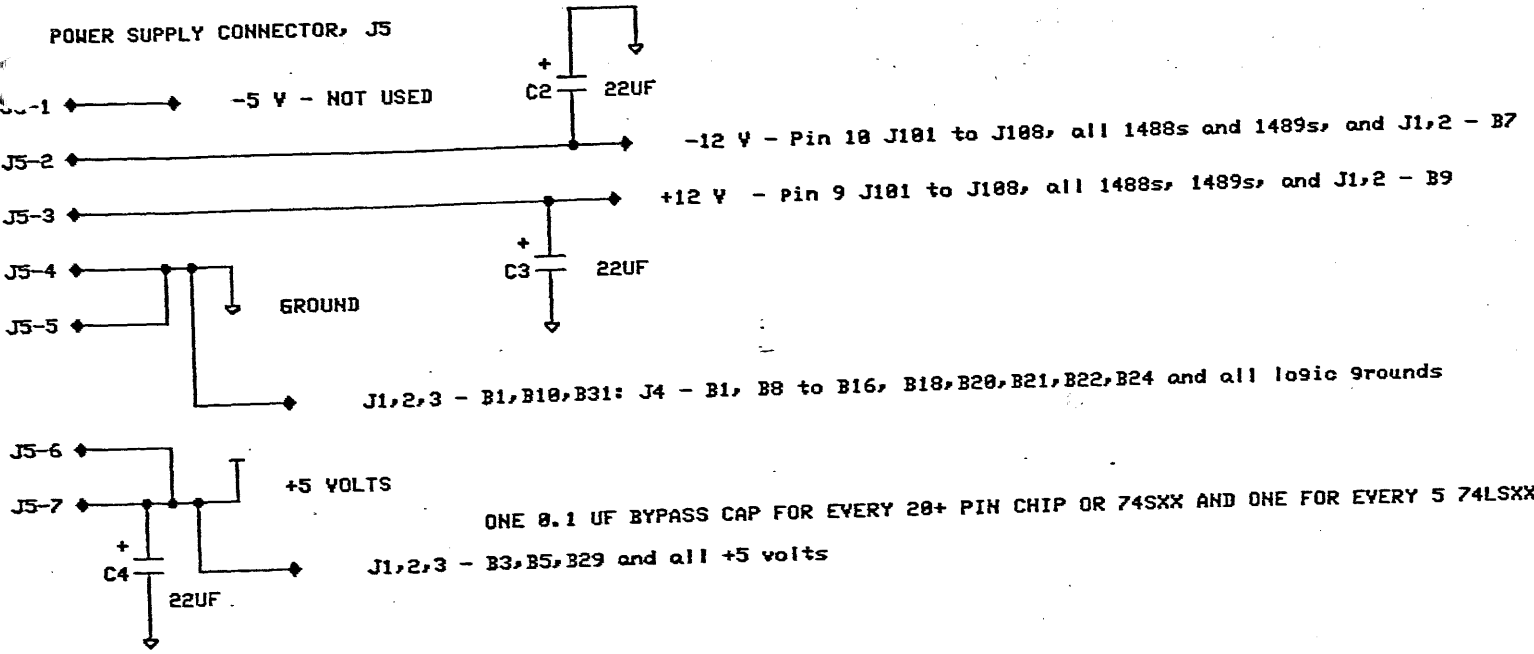 POWER SUPPLY CONNECTOR, J5
+
C2 22UF
-1 -5 V - NOT USED
J5-2 -12 V - Pin 10 J101 to J108, all 1488s and 1489s, and J1,2 - B7
J5-3 +12 V - Pin 9 J101 to J108, all 1488s, 1489s, and J1,2 - B9
+
C3 22UF
J5-4
GROUND
J5-5
J1,2,3 - B1,B10,B31: J4 - B1, B8 to B16, B18,B20,B21,B22,B24 and all logic grounds
J5-6
+5 VOLTS
J5-7
ONE 0.1 UF BYPASS CAP FOR EVERY 20+ PIN CHIP OR 74SXX AND ONE FOR EVERY 5 74LSXX
+
C4
22UF
J1,2,3 - B3,B5,B29 and all +5 volts